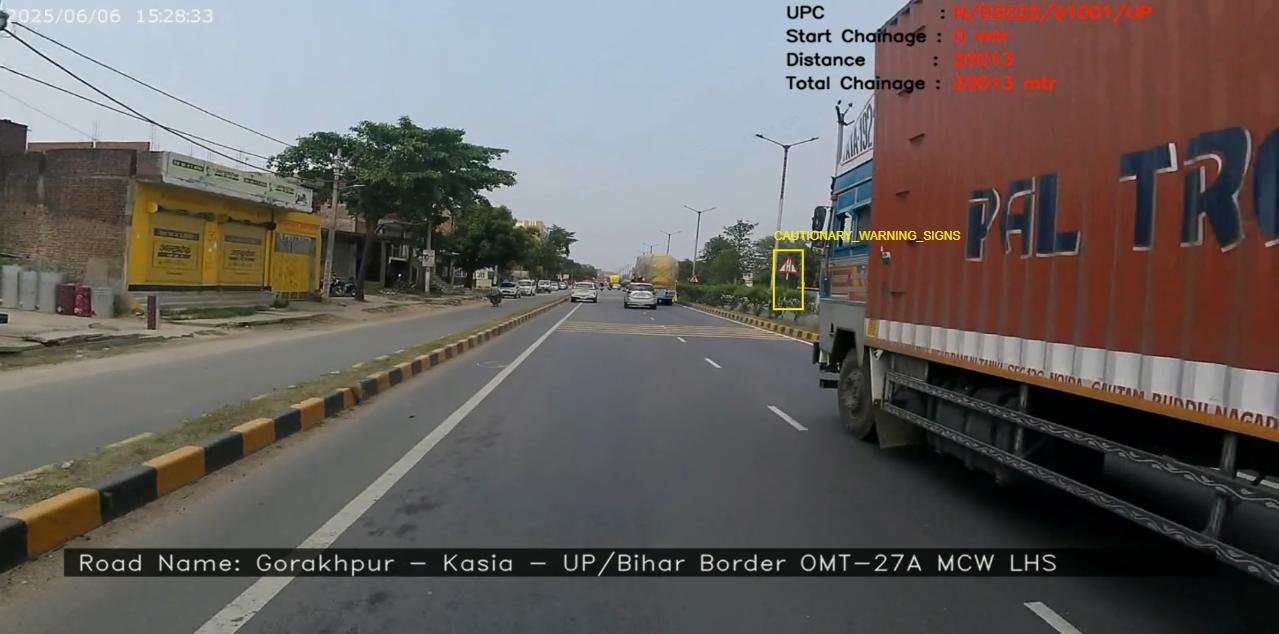 2025/06/06 15:28:33
UPC : N/02022/01001/UP
Start Chainage : 0 mtr
Distance : 20013
Total Chainage : 20013 mtr
CAUTIONARY_WARNING_SIGNS
PAL TRO
Road Name: Gorakhpur - Kasia - UP/Bihar Border OMT-27A MCW LHS